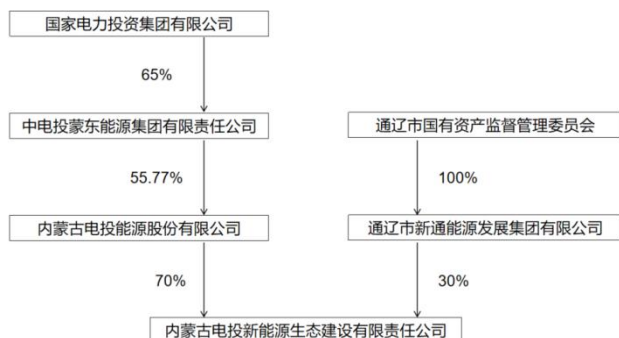 国家电力投资集团有限公司
65%
中电投蒙东能源集团有限责任公司
通辽市国有资产监督管理委员会
55.77%
100%
内蒙古电投能源股份有限公司
通辽市新通能源发展集团有限公司
70%
30%
内蒙古电投新能源生态建设有限责任公司